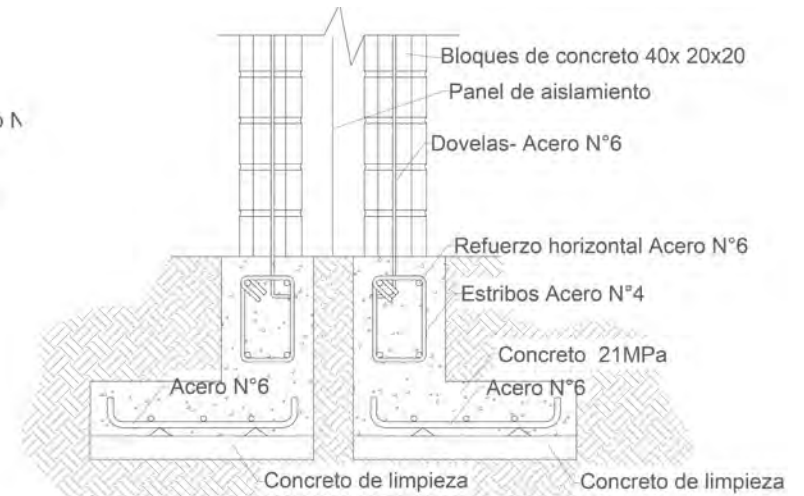 Bloques de concreto 40x 20x20
Panel de aislamiento
Dovelas- Acero N°6
Refuerzo horizontal Acero N°6
Estribos Acero N°4
Concreto 21MPa
Acero N°6
Acero N°6
Concreto de limpieza
Concreto de limpieza